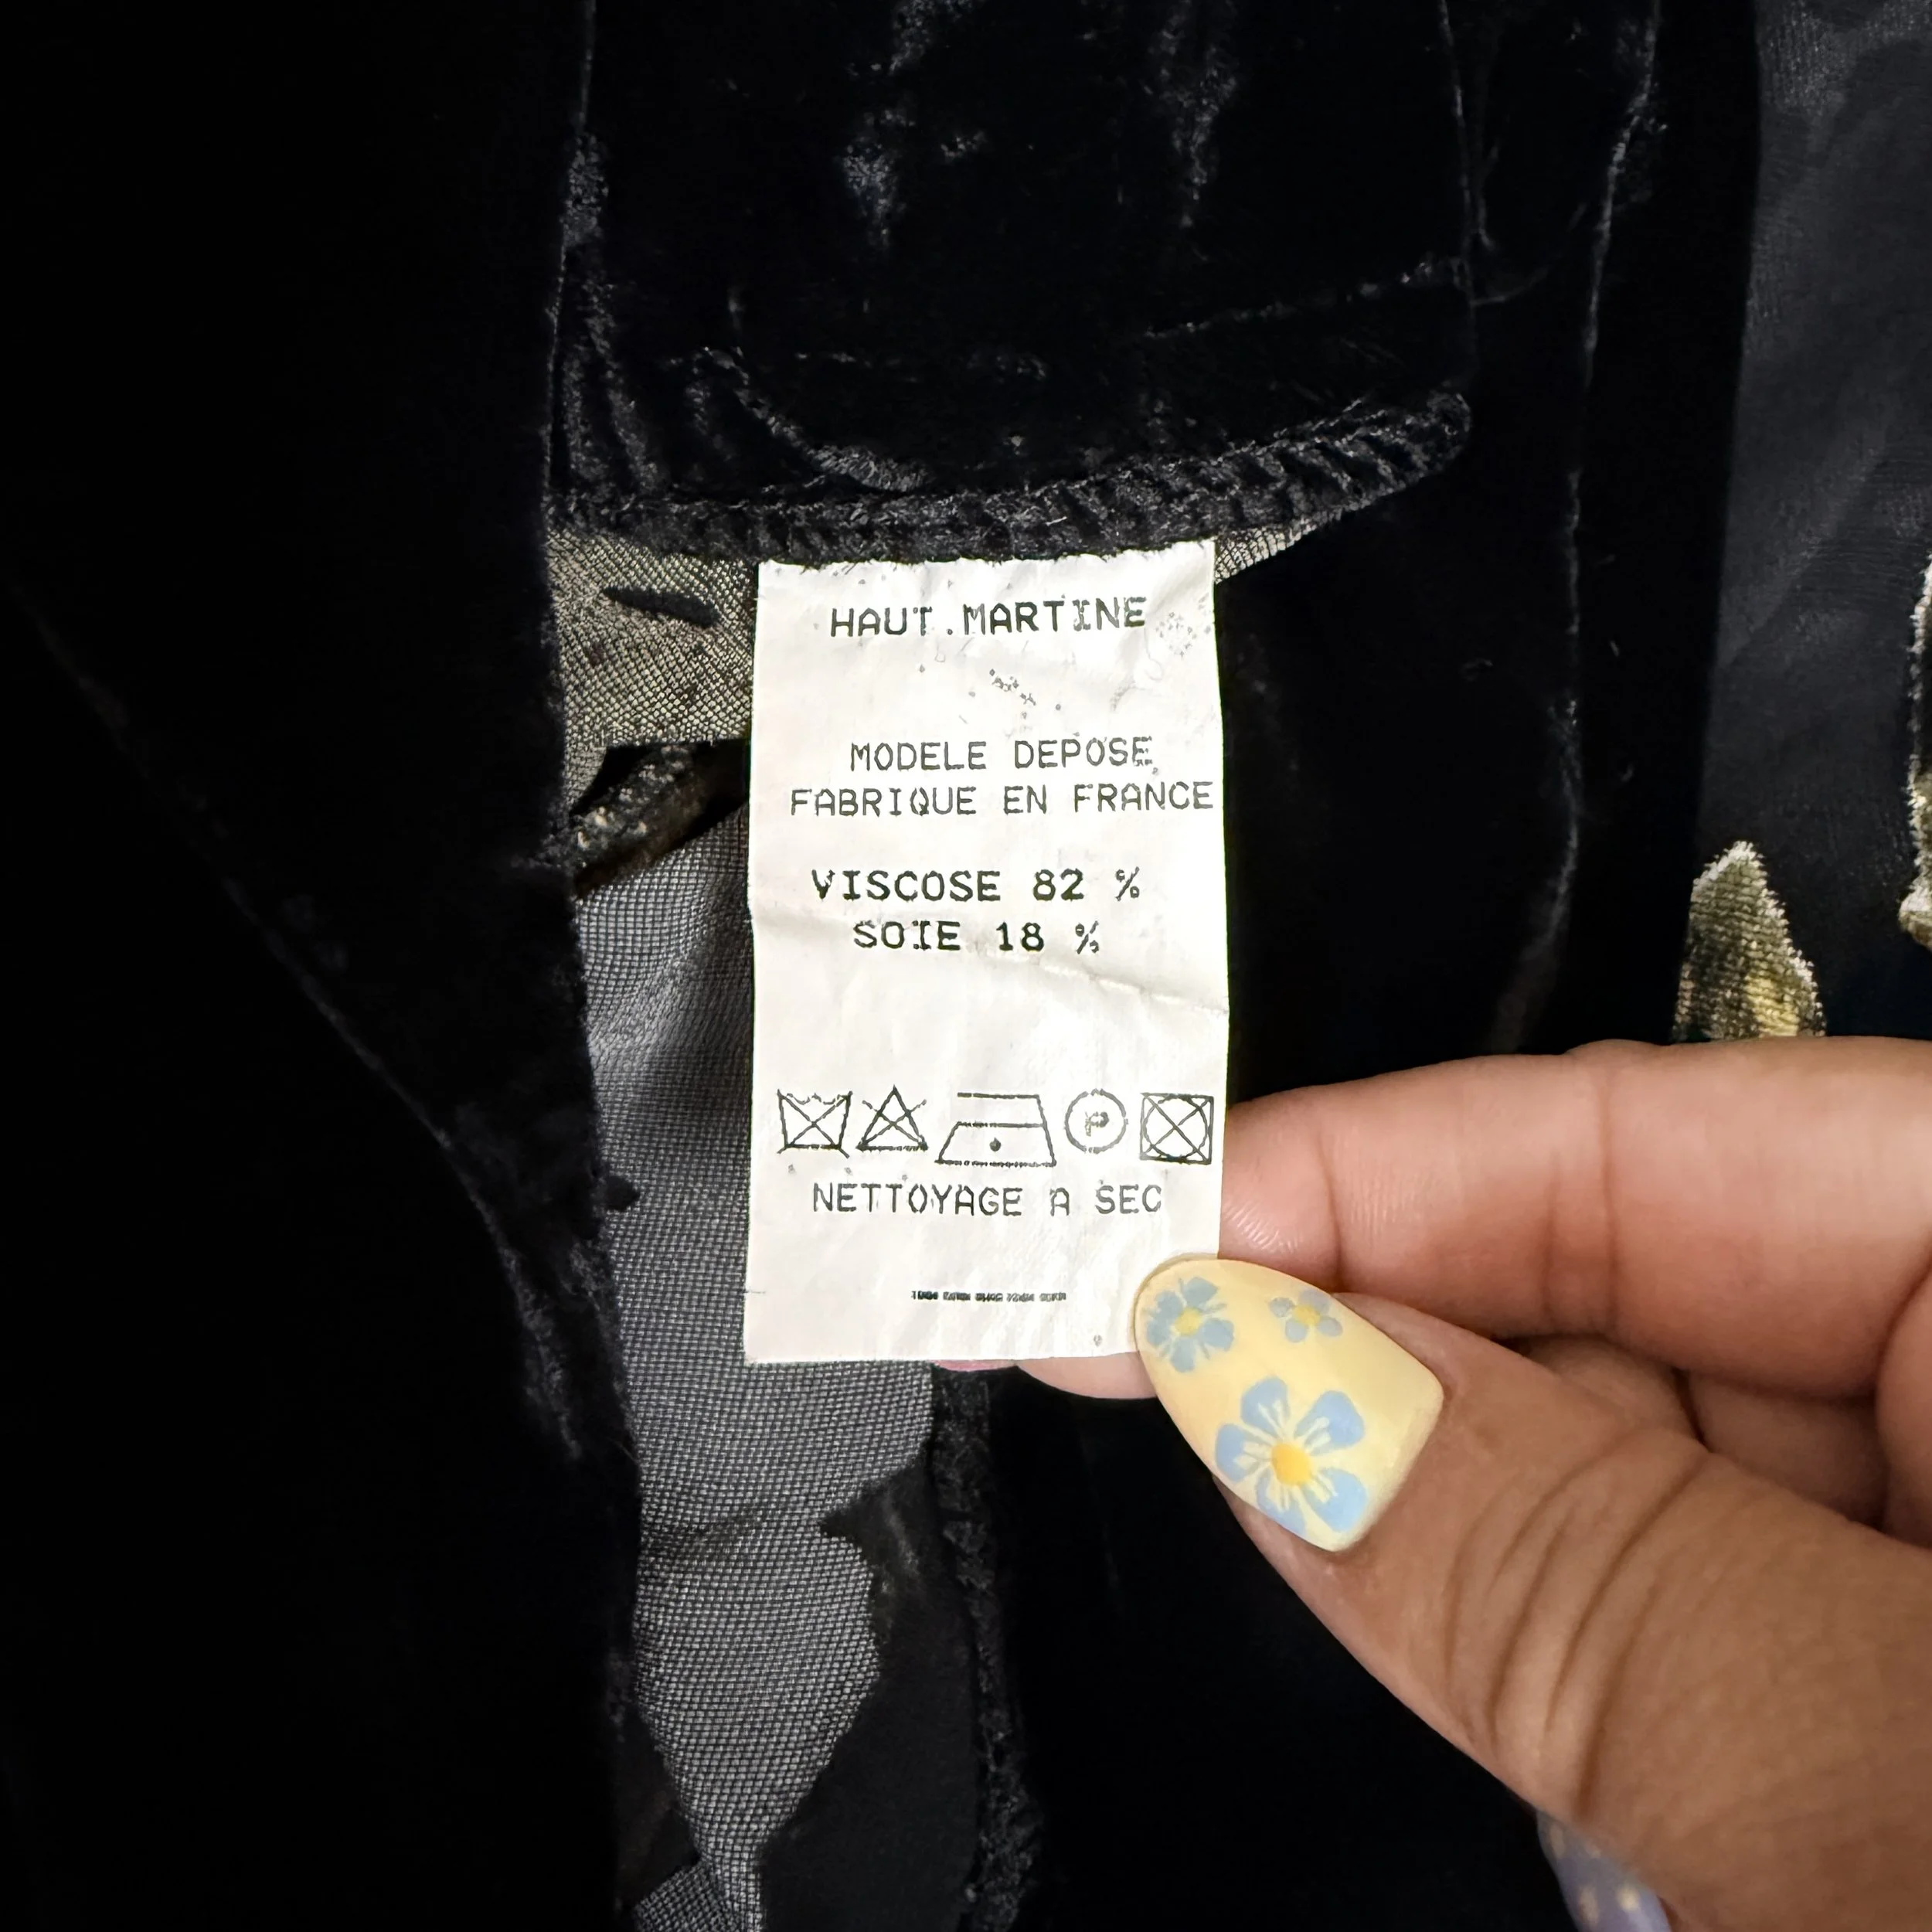 HAUT.MARTINE
MODELE DEPOSE
FABRIQUE EN FRANCE
VISCOSE 82 %
SOIE 18 %
P
NETTOYAGE A SEC